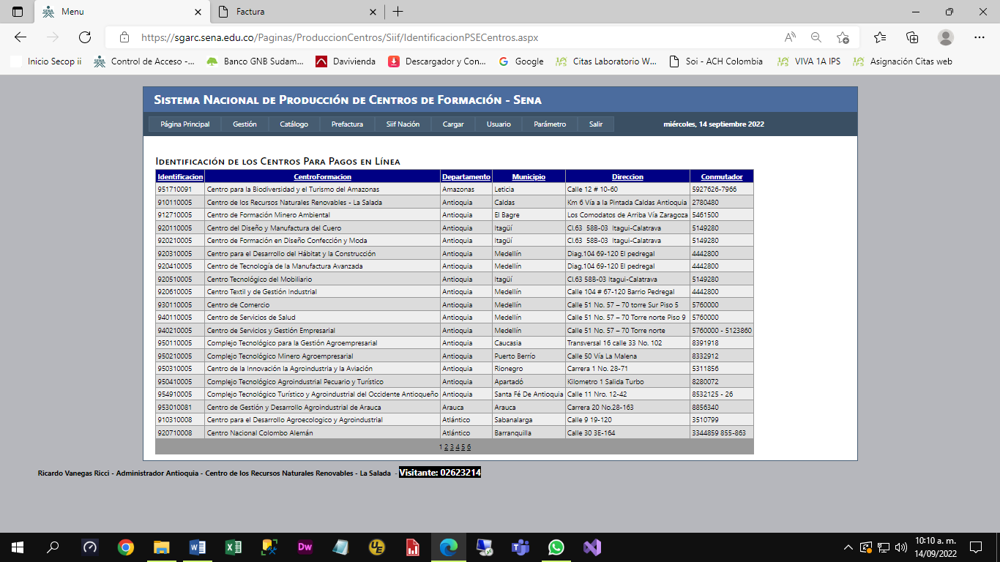 Menu
Factura
https://sgarc.sena.edu.co/Paginas/ProduccionCentros/Siif/IdentificacionPSECentros.aspx
Inicio Secop ii SENA Control de Acceso -... Banco GNB Sudam... Davivienda Descargador y Con... Google Citas Laboratorio W... Soi - ACH Colombia VIVA 1A IPS Asignación Citas web
Sistema Nacional de Producción de Centros de Formación - Sena
Página Principal Gestión Catálogo Prefactura Siif Nación Cargar Usuario Parámetro Salir miércoles, 14 septiembre 2022
Identificación de los Centros Para Pagos en Línea
Identificacion CentroFormacion Departamento Municipio Direccion Conmutador
951710091 Centro para la Biodiversidad y el Turismo del Amazonas Amazonas Leticia Calle 12 # 10-60 5927626-7966
910110005 Centro de los Recursos Naturales Renovables - La Salada Antioquia Caldas Km 6 Vía a la Pintada Caldas Antioquia 2780480
912710005 Centro de Formación Minero Ambiental Antioquia El Bagre Los Comodatos de Arriba Vía Zaragoza 5461500
920110005 Centro del Diseño y Manufactura del Cuero Antioquia Itagüí Cl.63 58B-03 Itagui-Calatrava 5149280
920210005 Centro de Formación en Diseño Confección y Moda Antioquia Itagüí Cl.63 58B-03 Itagui-Calatrava 5149280
920310005 Centro para el Desarrollo del Hábitat y la Construcción Antioquia Medellín Diag.104 69-120 El pedregal 4442800
920410005 Centro de Tecnología de la Manufactura Avanzada Antioquia Medellín Diag.104 69-120 El pedregal 4442800
920510005 Centro Tecnológico del Mobiliario Antioquia Itagüí Cl.63 58B-03 Itagui-Calatrava 5149280
920610005 Centro Textil y de Gestión Industrial Antioquia Medellín Calle 104 # 67-120 Barrio Pedregal 4442800
930110005 Centro de Comercio Antioquia Medellín Calle 51 No. 57 – 70 torre Sur Piso 5 5760000
940110005 Centro de Servicios de Salud Antioquia Medellín Calle 51 No. 57 – 70 Torre norte Piso 9 5760000
940210005 Centro de Servicios y Gestión Empresarial Antioquia Medellín Calle 51 No. 57 – 70 Torre norte 5760000 - 5123860
950110005 Complejo Tecnológico para la Gestión Agroempresarial Antioquia Caucasia Transversal 16 calle 33 No. 102 8391918
950210005 Complejo Tecnológico Minero Agroempresarial Antioquia Puerto Berrío Calle 50 Vía La Malena 8332912
950310005 Centro de la Innovación la Agroindustria y la Aviación Antioquia Rionegro Carrera 1 No. 28-71 5311856
950410005 Complejo Tecnológico Agroindustrial Pecuario y Turístico Antioquia Apartadó Kilometro 1 Salida Turbo 8280072
954910005 Complejo Tecnológico Turístico y Agroindustrial del Occidente Antioqueño Antioquia Santa Fé De Antioquia Calle 11 Nro. 12-42 8532125 - 26
953010081 Centro de Gestión y Desarrollo Agroindustrial de Arauca Arauca Arauca Carrera 20 No.28-163 8856340
910310008 Centro para el Desarrollo Agroecologico y Agroindustrial Atlántico Sabanalarga Calle 9 19-120 3510799
920710008 Centro Nacional Colombo Alemán Atlántico Barranquilla Calle 30 3E-164 3344859 855-863
1 2 3 4 5 6
Ricardo Vanegas Ricci - Administrador Antioquia - Centro de los Recursos Naturales Renovables - La Salada - Visitante: 02623214
Dw
10:10 a. m.
14/09/2022